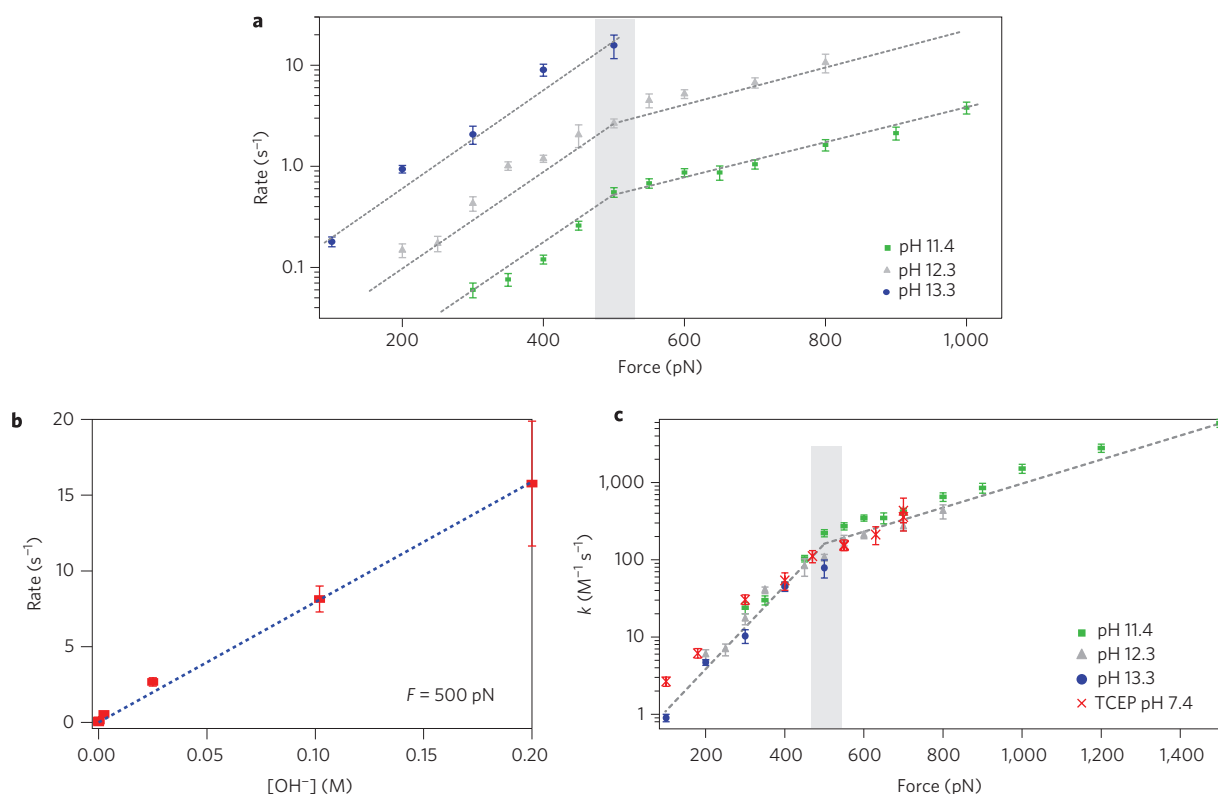 a
10
1.0
0.1
Rate (s⁻¹)
pH 11.4
pH 12.3
pH 13.3
200
400
600
800
1,000
Force (pN)
b
20
15
10
5
0
Rate (s⁻¹)
F = 500 pN
0.00
0.05
0.10
0.15
0.20
[OH⁻] (M)
c
1,000
100
10
1
k (M⁻¹ s⁻¹)
pH 11.4
pH 12.3
pH 13.3
TCEP pH 7.4
200
400
600
800
1,000
1,200
1,400
Force (pN)